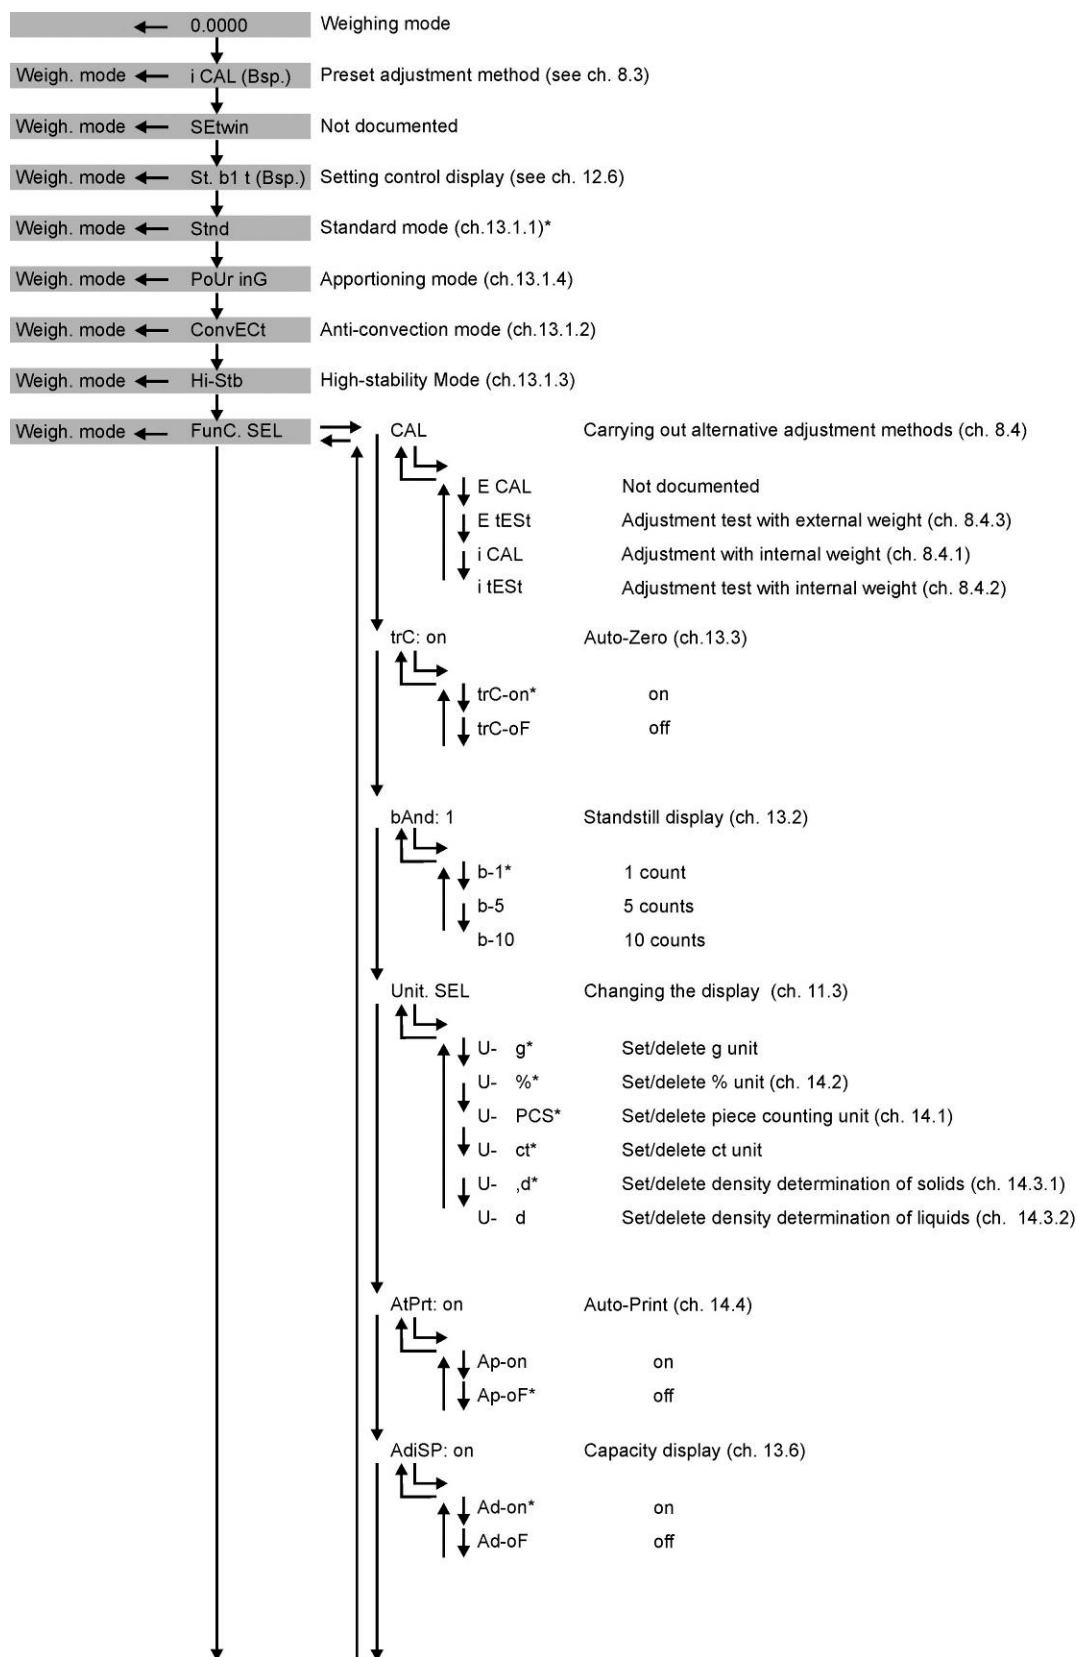 0.0000 Weighing mode
Weigh. mode i CAL (Bsp.) Preset adjustment method (see ch. 8.3)
Weigh. mode SEtwin Not documented
Weigh. mode St. b1 t (Bsp.) Setting control display (see ch. 12.6)
Weigh. mode Stnd Standard mode (ch.13.1.1)*
Weigh. mode PoUr inG Apportioning mode (ch.13.1.4)
Weigh. mode ConvECt Anti-convection mode (ch.13.1.2)
Weigh. mode Hi-Stb High-stability Mode (ch.13.1.3)
Weigh. mode FunC. SEL CAL Carrying out alternative adjustment methods (ch. 8.4)
E CAL Not documented
E tESt Adjustment test with external weight (ch. 8.4.3)
i CAL Adjustment with internal weight (ch. 8.4.1)
i tESt Adjustment test with internal weight (ch. 8.4.2)
trC: on Auto-Zero (ch.13.3)
trC-on* on
trC-oF off
bAnd: 1 Standstill display (ch. 13.2)
b-1* 1 count
b-5 5 counts
b-10 10 counts
Unit. SEL Changing the display (ch. 11.3)
U- g* Set/delete g unit
U- %* Set/delete % unit (ch. 14.2)
U- PCS* Set/delete piece counting unit (ch. 14.1)
U- ct* Set/delete ct unit
U- ,d* Set/delete density determination of solids (ch. 14.3.1)
U- d Set/delete density determination of liquids (ch. 14.3.2)
AtPrt: on Auto-Print (ch. 14.4)
Ap-on on
Ap-oF* off
AdiSP: on Capacity display (ch. 13.6)
Ad-on* on
Ad-oF off